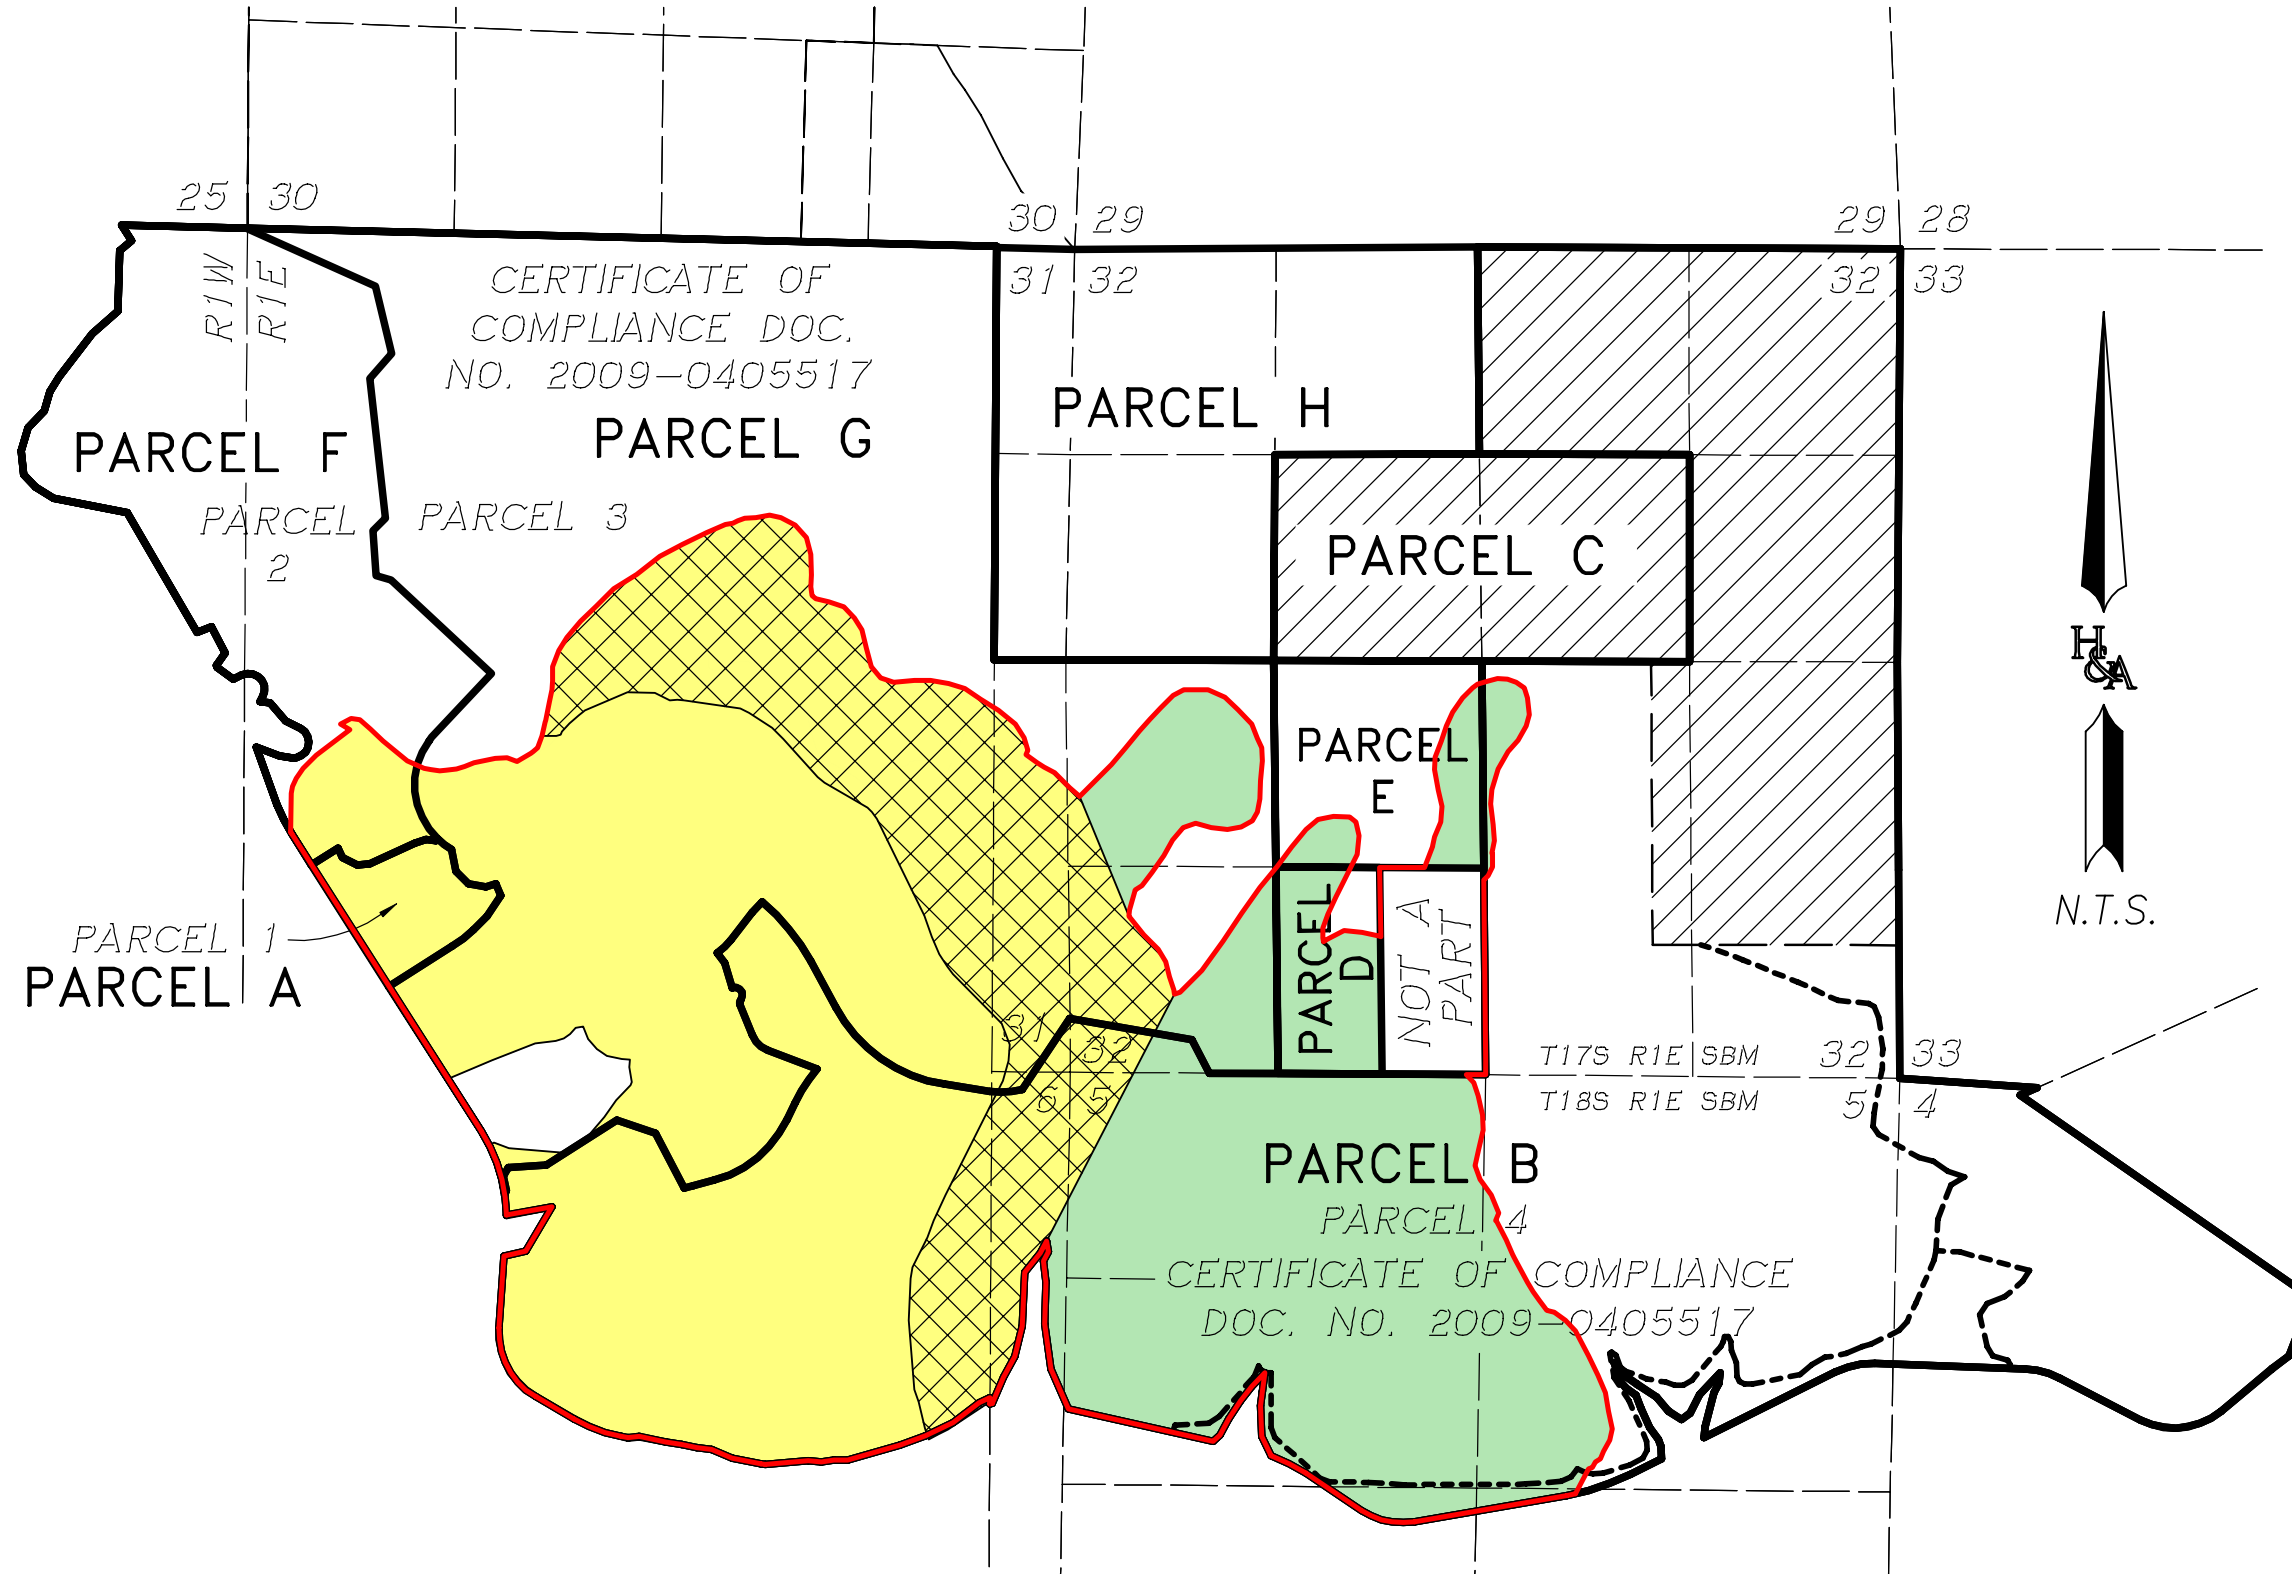 25 30
30 29
29 28
R1W
R1E
31 32
32 33
CERTIFICATE OF
COMPLIANCE DOC.
NO. 2009-0405517
PARCEL H
PARCEL G
PARCEL F
PARCEL
2
PARCEL 3
PARCEL C
H&A
N.T.S.
PARCEL
E
PARCEL
D
NOT A
PART
PARCEL 1
PARCEL A
31
32
6 5
T17S R1E SBM
T18S R1E SBM
32 33
5 4
PARCEL B
PARCEL 4
CERTIFICATE OF COMPLIANCE
DOC. NO. 2009-0405517